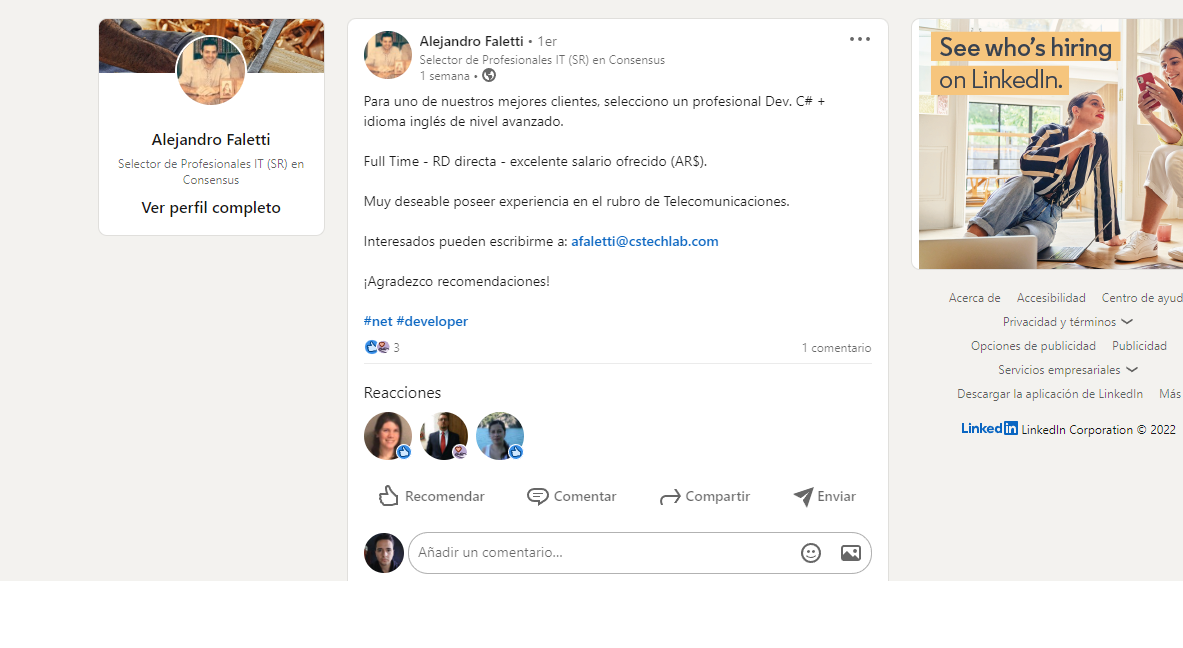 Alejandro Faletti
Selector de Profesionales IT (SR) en
Consensus
Ver perfil completo
Alejandro Faletti • 1er
Selector de Profesionales IT (SR) en Consensus
1 semana •
Para uno de nuestros mejores clientes, selecciono un profesional Dev. C# +
idioma inglés de nivel avanzado.
Full Time - RD directa - excelente salario ofrecido (AR$).
Muy deseable poseer experiencia en el rubro de Telecomunicaciones.
Interesados pueden escribirme a: afaletti@cstechlab.com
¡Agradezco recomendaciones!
#net #developer
3
1 comentario
Reacciones
Recomendar
Comentar
Compartir
Enviar
Añadir un comentario...
See who's hiring
on LinkedIn.
Acerca de Accesibilidad Centro de ayud
Privacidad y términos
Opciones de publicidad Publicidad
Servicios empresariales
Descargar la aplicación de LinkedIn Más
LinkedIn LinkedIn Corporation © 2022